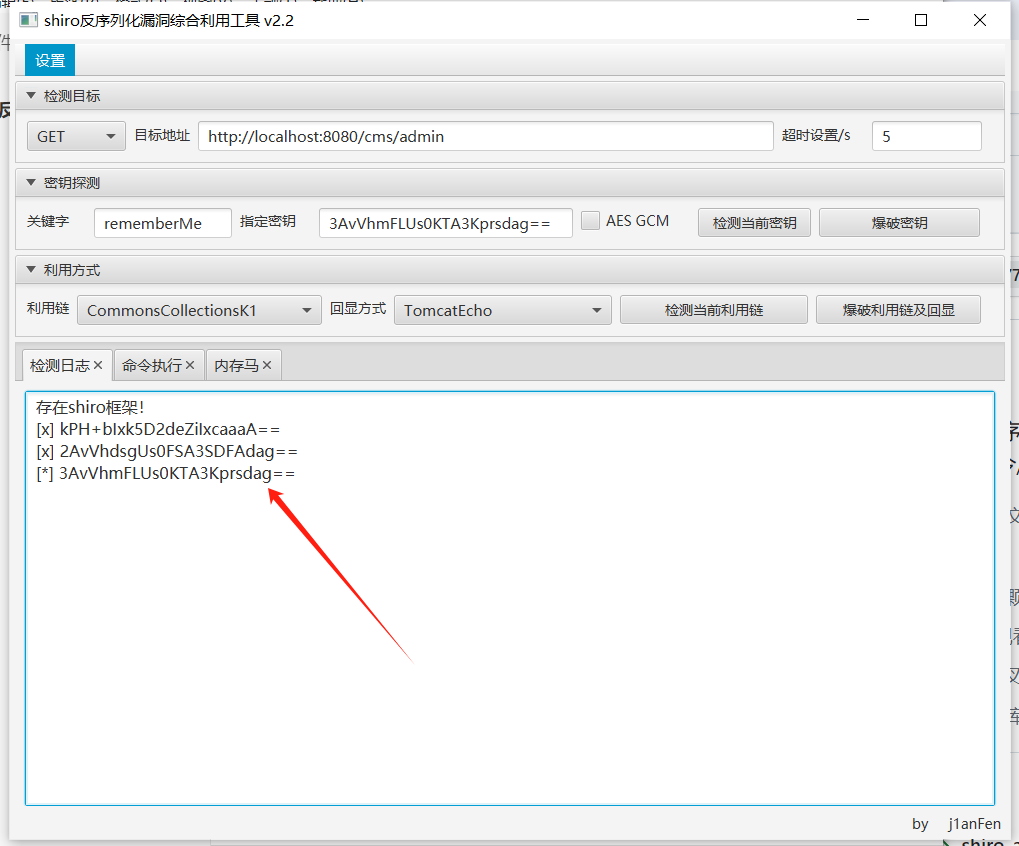 shiro反序列化漏洞综合利用工具 v2.2
设置
检测目标
GET 目标地址 http://localhost:8080/cms/admin 超时设置/s 5
密钥探测
关键字 rememberMe 指定密钥 3AvVhmFLUs0KTA3Kprsdag== AES GCM 检测当前密钥 爆破密钥
利用方式
利用链 CommonsCollectionsK1 回显方式 TomcatEcho 检测当前利用链 爆破利用链及回显
检测日志× 命令执行× 内存马×
存在shiro框架！
[x] kPH+bIxk5D2deZiIxcaaaA==
[x] 2AvVhdsgUs0FSA3SDFAdag==
[*] 3AvVhmFLUs0KTA3Kprsdag==
by j1anFen